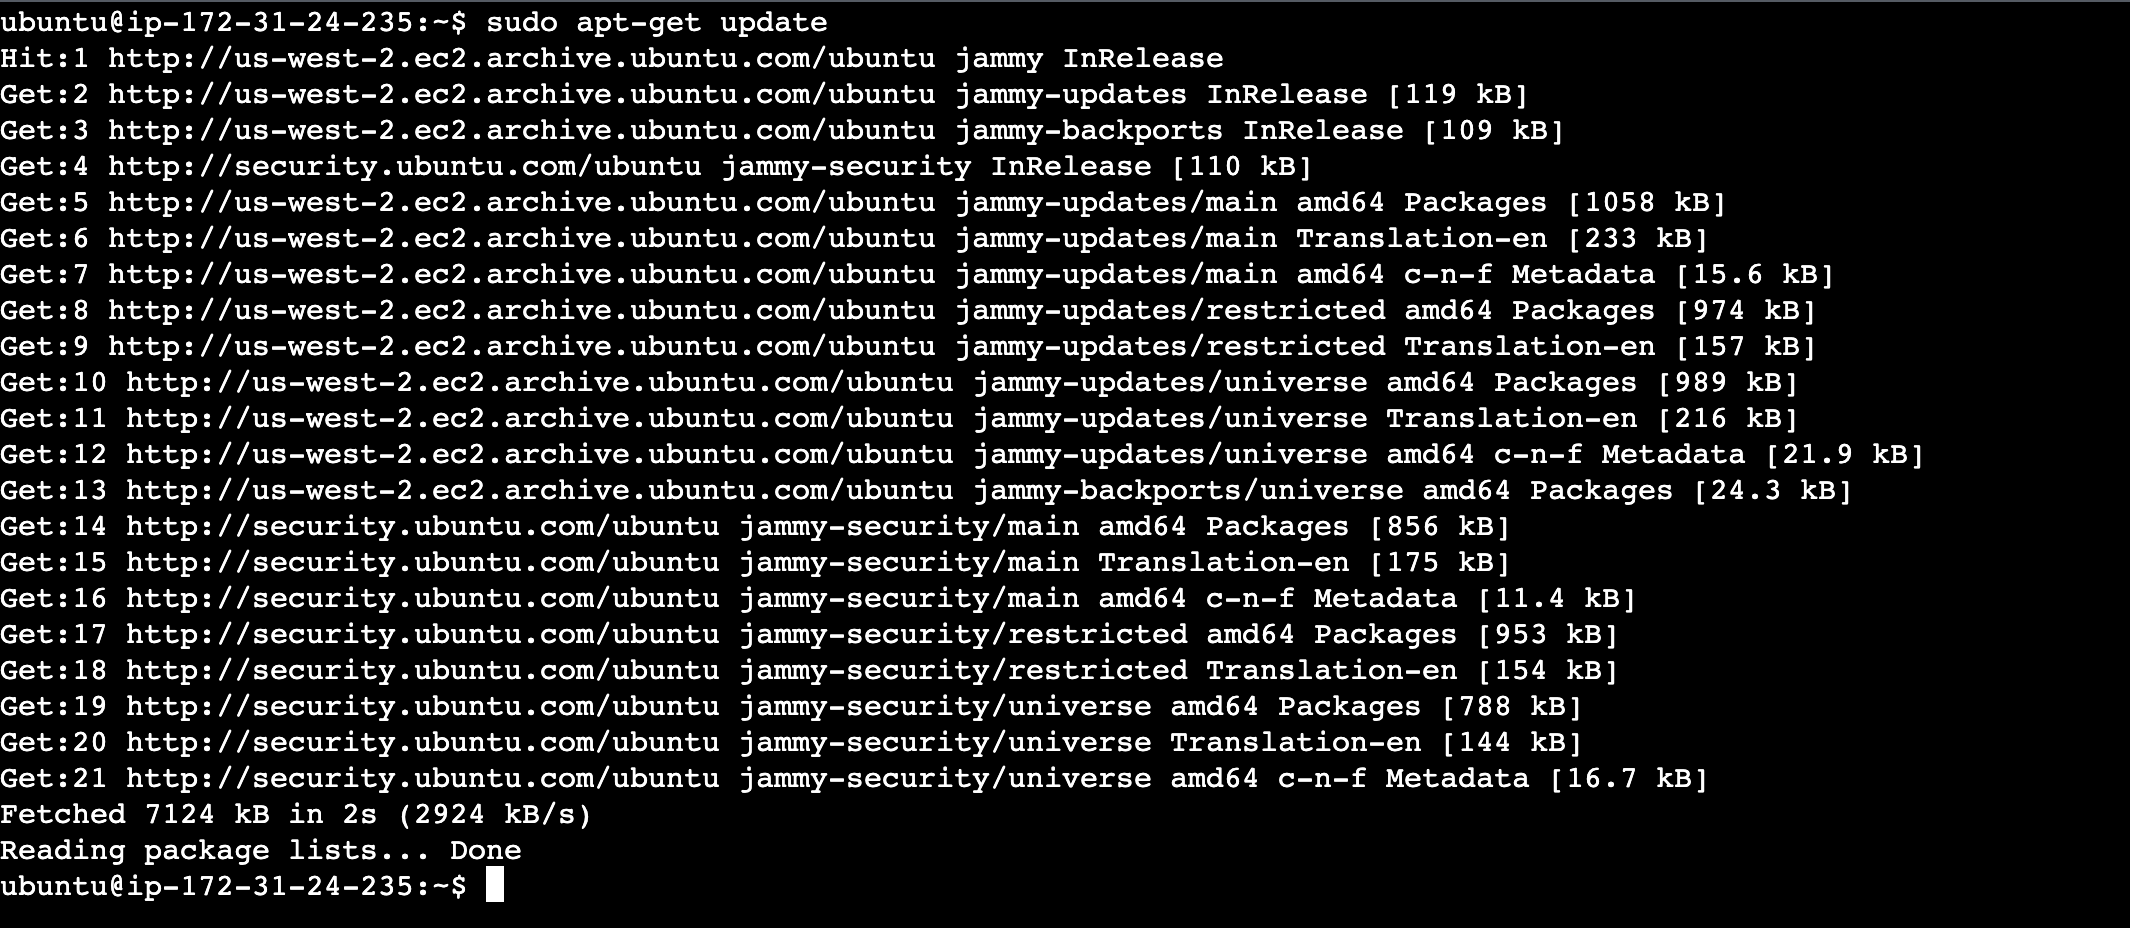 ubuntu@ip-172-31-24-235:~$ sudo apt-get update
Hit:1 http://us-west-2.ec2.archive.ubuntu.com/ubuntu jammy InRelease
Get:2 http://us-west-2.ec2.archive.ubuntu.com/ubuntu jammy-updates InRelease [119 kB]
Get:3 http://us-west-2.ec2.archive.ubuntu.com/ubuntu jammy-backports InRelease [109 kB]
Get:4 http://security.ubuntu.com/ubuntu jammy-security InRelease [110 kB]
Get:5 http://us-west-2.ec2.archive.ubuntu.com/ubuntu jammy-updates/main amd64 Packages [1058 kB]
Get:6 http://us-west-2.ec2.archive.ubuntu.com/ubuntu jammy-updates/main Translation-en [233 kB]
Get:7 http://us-west-2.ec2.archive.ubuntu.com/ubuntu jammy-updates/main amd64 c-n-f Metadata [15.6 kB]
Get:8 http://us-west-2.ec2.archive.ubuntu.com/ubuntu jammy-updates/restricted amd64 Packages [974 kB]
Get:9 http://us-west-2.ec2.archive.ubuntu.com/ubuntu jammy-updates/restricted Translation-en [157 kB]
Get:10 http://us-west-2.ec2.archive.ubuntu.com/ubuntu jammy-updates/universe amd64 Packages [989 kB]
Get:11 http://us-west-2.ec2.archive.ubuntu.com/ubuntu jammy-updates/universe Translation-en [216 kB]
Get:12 http://us-west-2.ec2.archive.ubuntu.com/ubuntu jammy-updates/universe amd64 c-n-f Metadata [21.9 kB]
Get:13 http://us-west-2.ec2.archive.ubuntu.com/ubuntu jammy-backports/universe amd64 Packages [24.3 kB]
Get:14 http://security.ubuntu.com/ubuntu jammy-security/main amd64 Packages [856 kB]
Get:15 http://security.ubuntu.com/ubuntu jammy-security/main Translation-en [175 kB]
Get:16 http://security.ubuntu.com/ubuntu jammy-security/main amd64 c-n-f Metadata [11.4 kB]
Get:17 http://security.ubuntu.com/ubuntu jammy-security/restricted amd64 Packages [953 kB]
Get:18 http://security.ubuntu.com/ubuntu jammy-security/restricted Translation-en [154 kB]
Get:19 http://security.ubuntu.com/ubuntu jammy-security/universe amd64 Packages [788 kB]
Get:20 http://security.ubuntu.com/ubuntu jammy-security/universe Translation-en [144 kB]
Get:21 http://security.ubuntu.com/ubuntu jammy-security/universe amd64 c-n-f Metadata [16.7 kB]
Fetched 7124 kB in 2s (2924 kB/s)
Reading package lists... Done
ubuntu@ip-172-31-24-235:~$